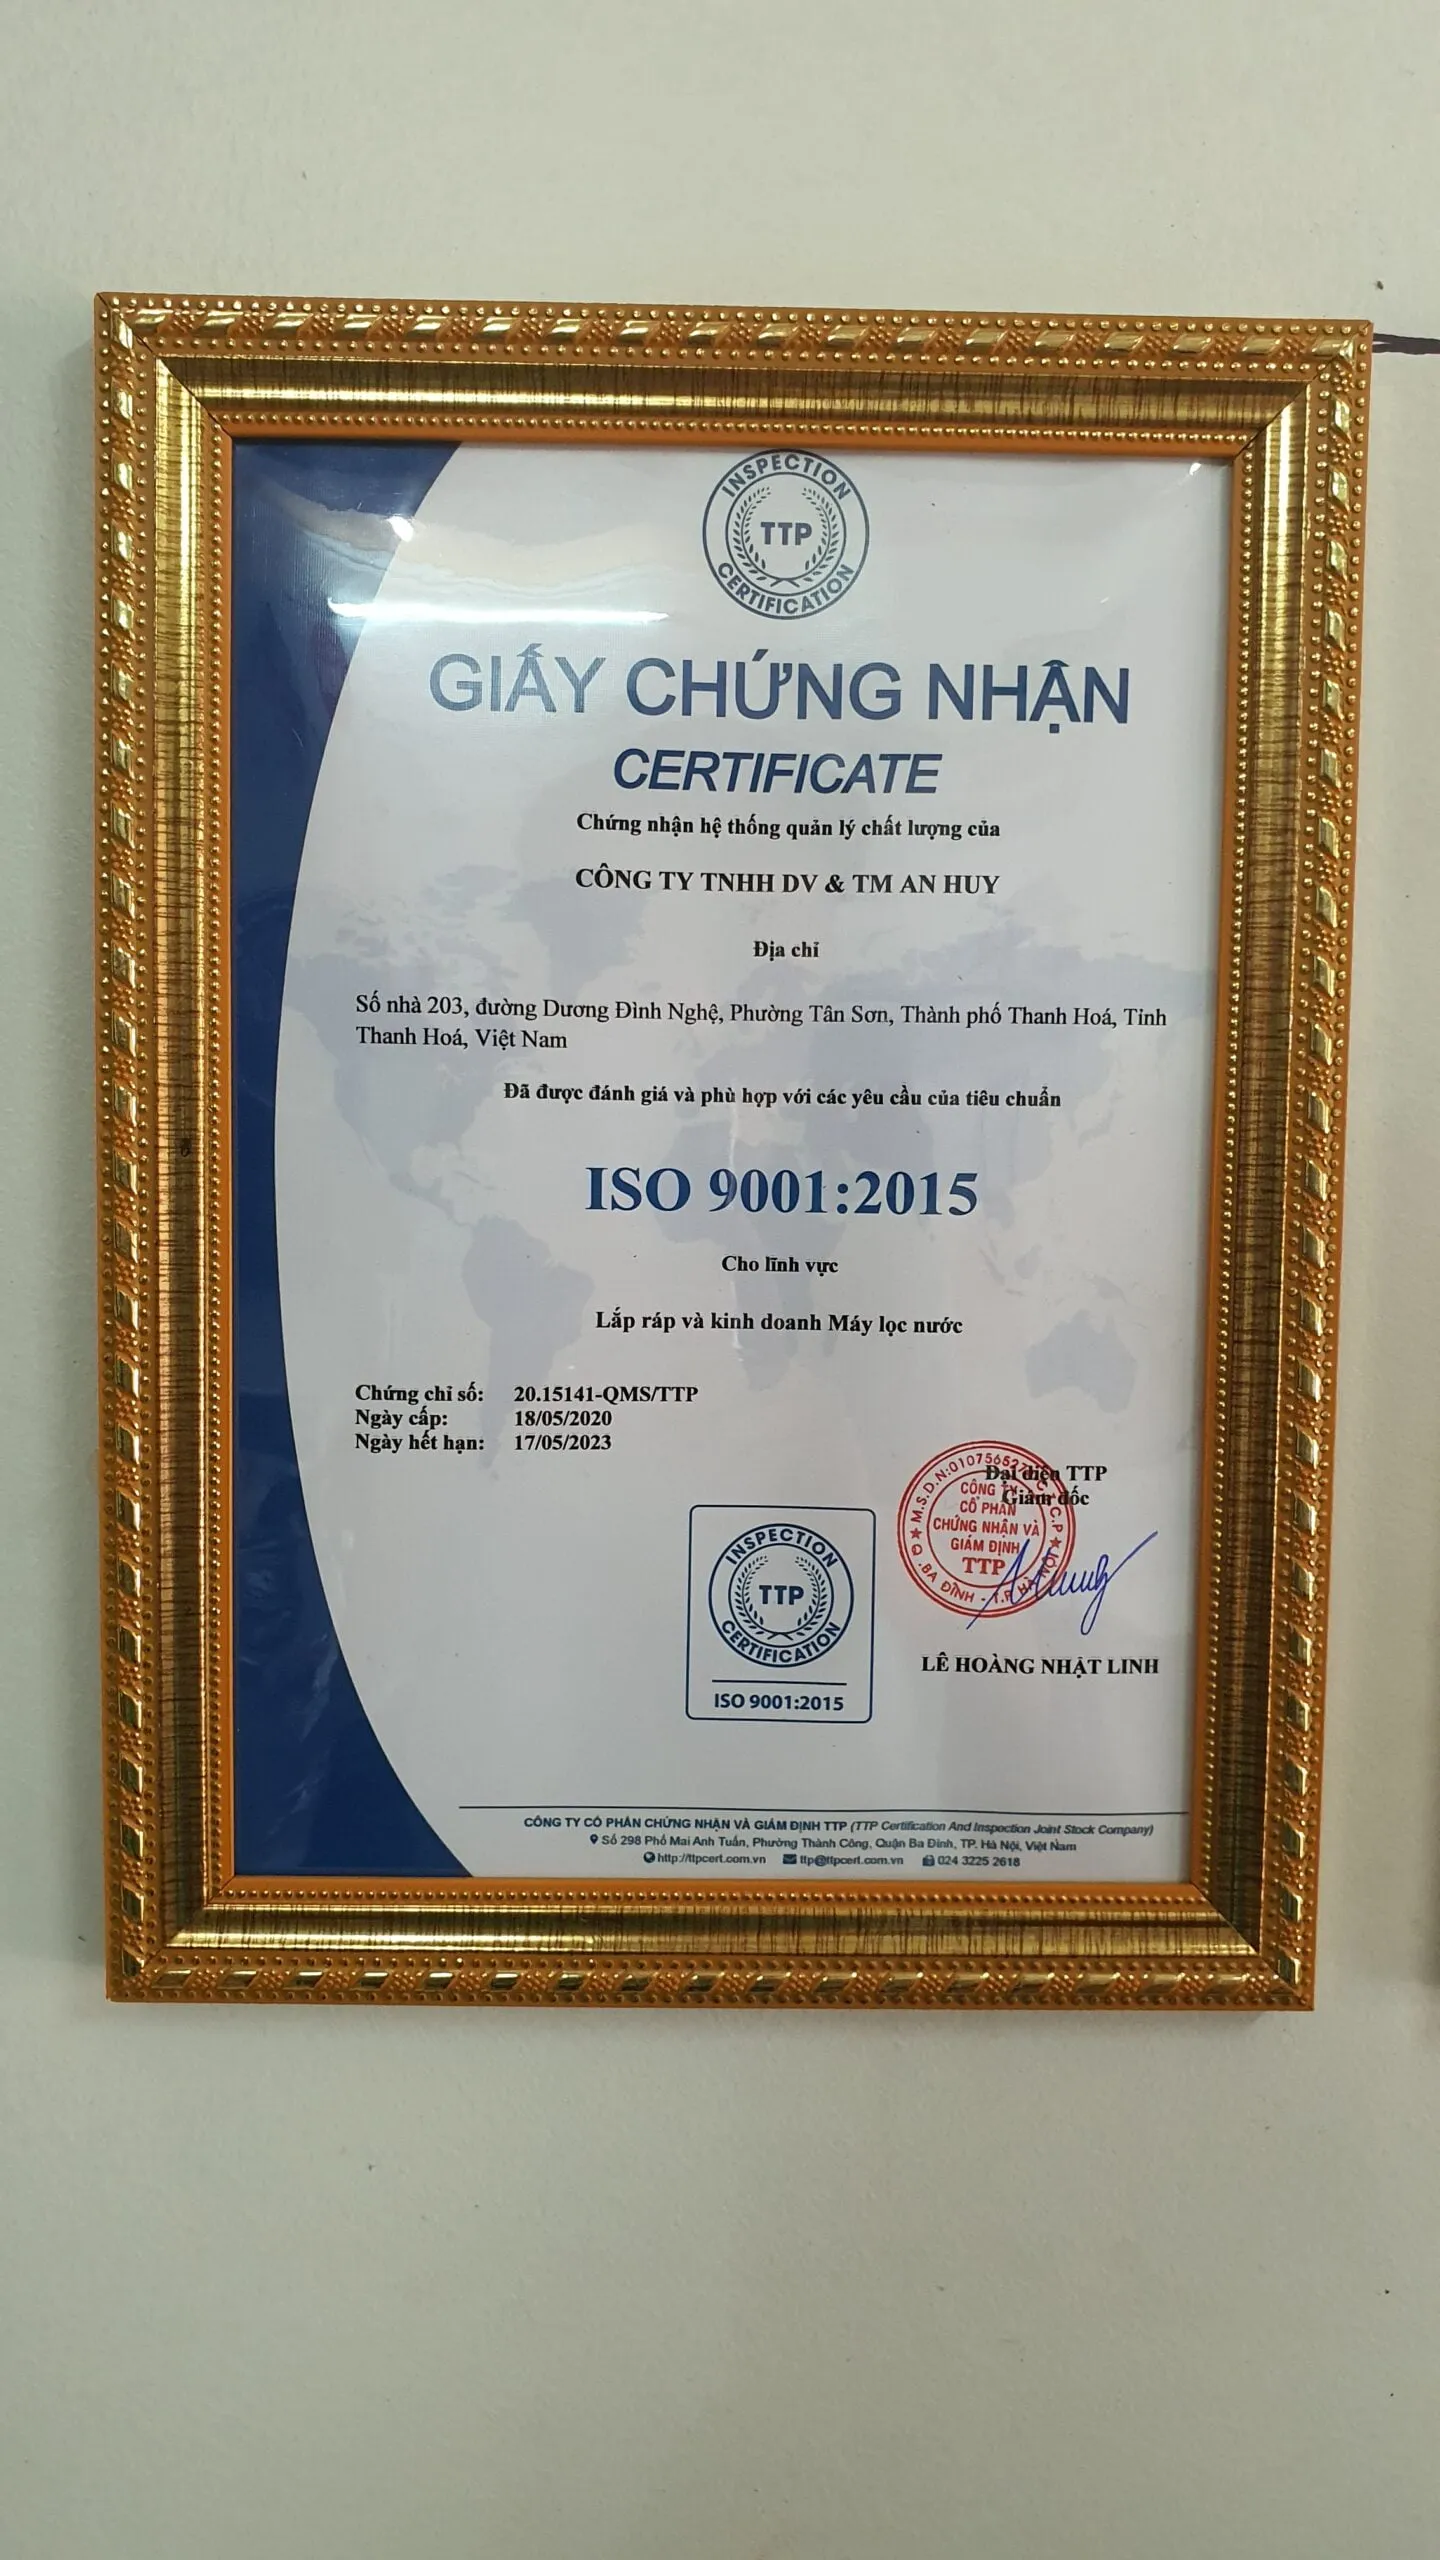 INSPECTION
TTP
CERTIFICATION
GIẤY CHỨNG NHẬN
CERTIFICATE
Chứng nhận hệ thống quản lý chất lượng của
CÔNG TY TNHH DV & TM AN HUY
Địa chỉ
Số nhà 203, đường Dương Đình Nghệ, Phường Tân Sơn, Thành phố Thanh Hoá, Tỉnh
Thanh Hoá, Việt Nam
Đã được đánh giá và phù hợp với các yêu cầu của tiêu chuẩn
ISO 9001:2015
Cho lĩnh vực
Lắp ráp và kinh doanh Máy lọc nước
Chứng chỉ số: 20.15141-QMS/TTP
Ngày cấp: 18/05/2020
Ngày hết hạn: 17/05/2023
Đại diện TTP
Giám đốc
CÔNG TY
CỔ PHẦN
CHỨNG NHẬN VÀ
GIÁM ĐỊNH
TTP
Q. BA ĐÌNH - T.P HÀ NỘI
LÊ HOÀNG NHẬT LINH
INSPECTION
TTP
CERTIFICATION
ISO 9001:2015
CÔNG TY CỔ PHẦN CHỨNG NHẬN VÀ GIÁM ĐỊNH TTP (TTP Certification And Inspection Joint Stock Company)
Số 298 Phố Mai Anh Tuấn, Phường Thành Công, Quận Ba Đình, TP. Hà Nội, Việt Nam
http://ttpcert.com.vn ttp@ttpcert.com.vn 024 3225 2618